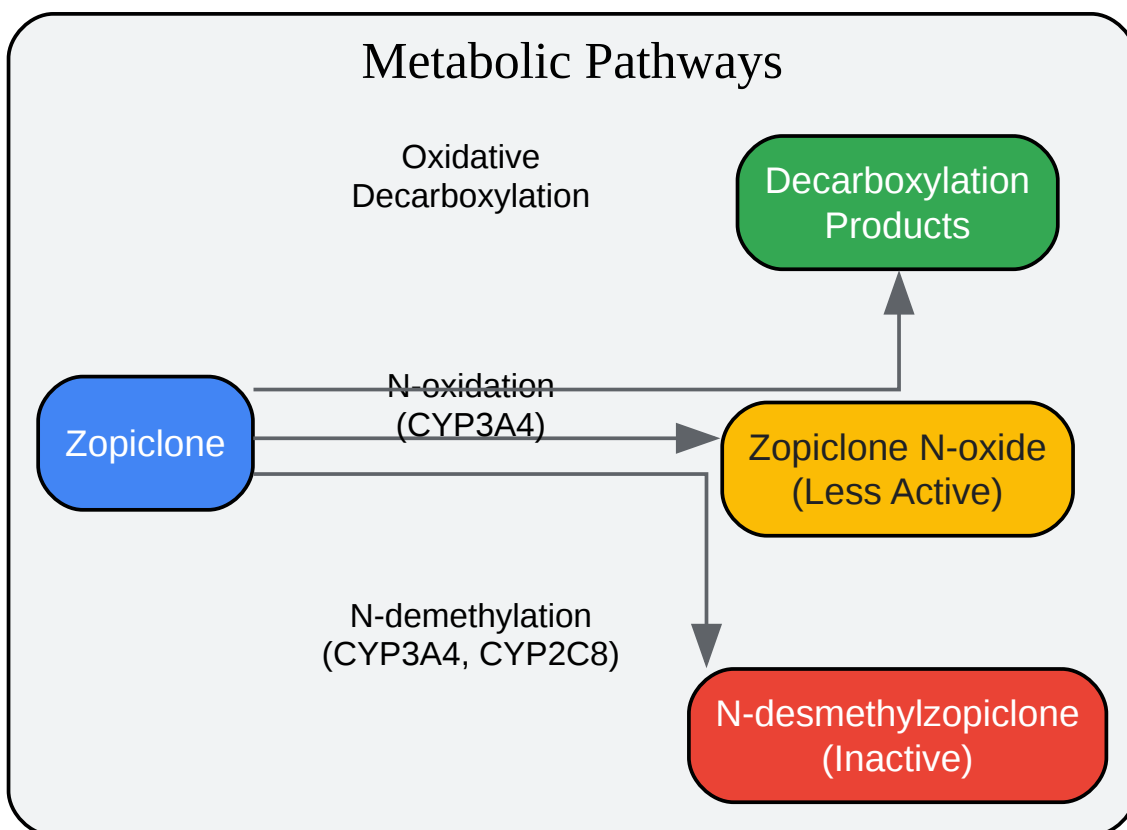 Metabolic Pathways
Oxidative
Decarboxylation
Decarboxylation
Products
N-oxidation
(CYP3A4)
Zopiclone
Zopiclone N-oxide
(Less Active)
N-demethylation
(CYP3A4, CYP2C8)
N-desmethylzopiclone
(Inactive)